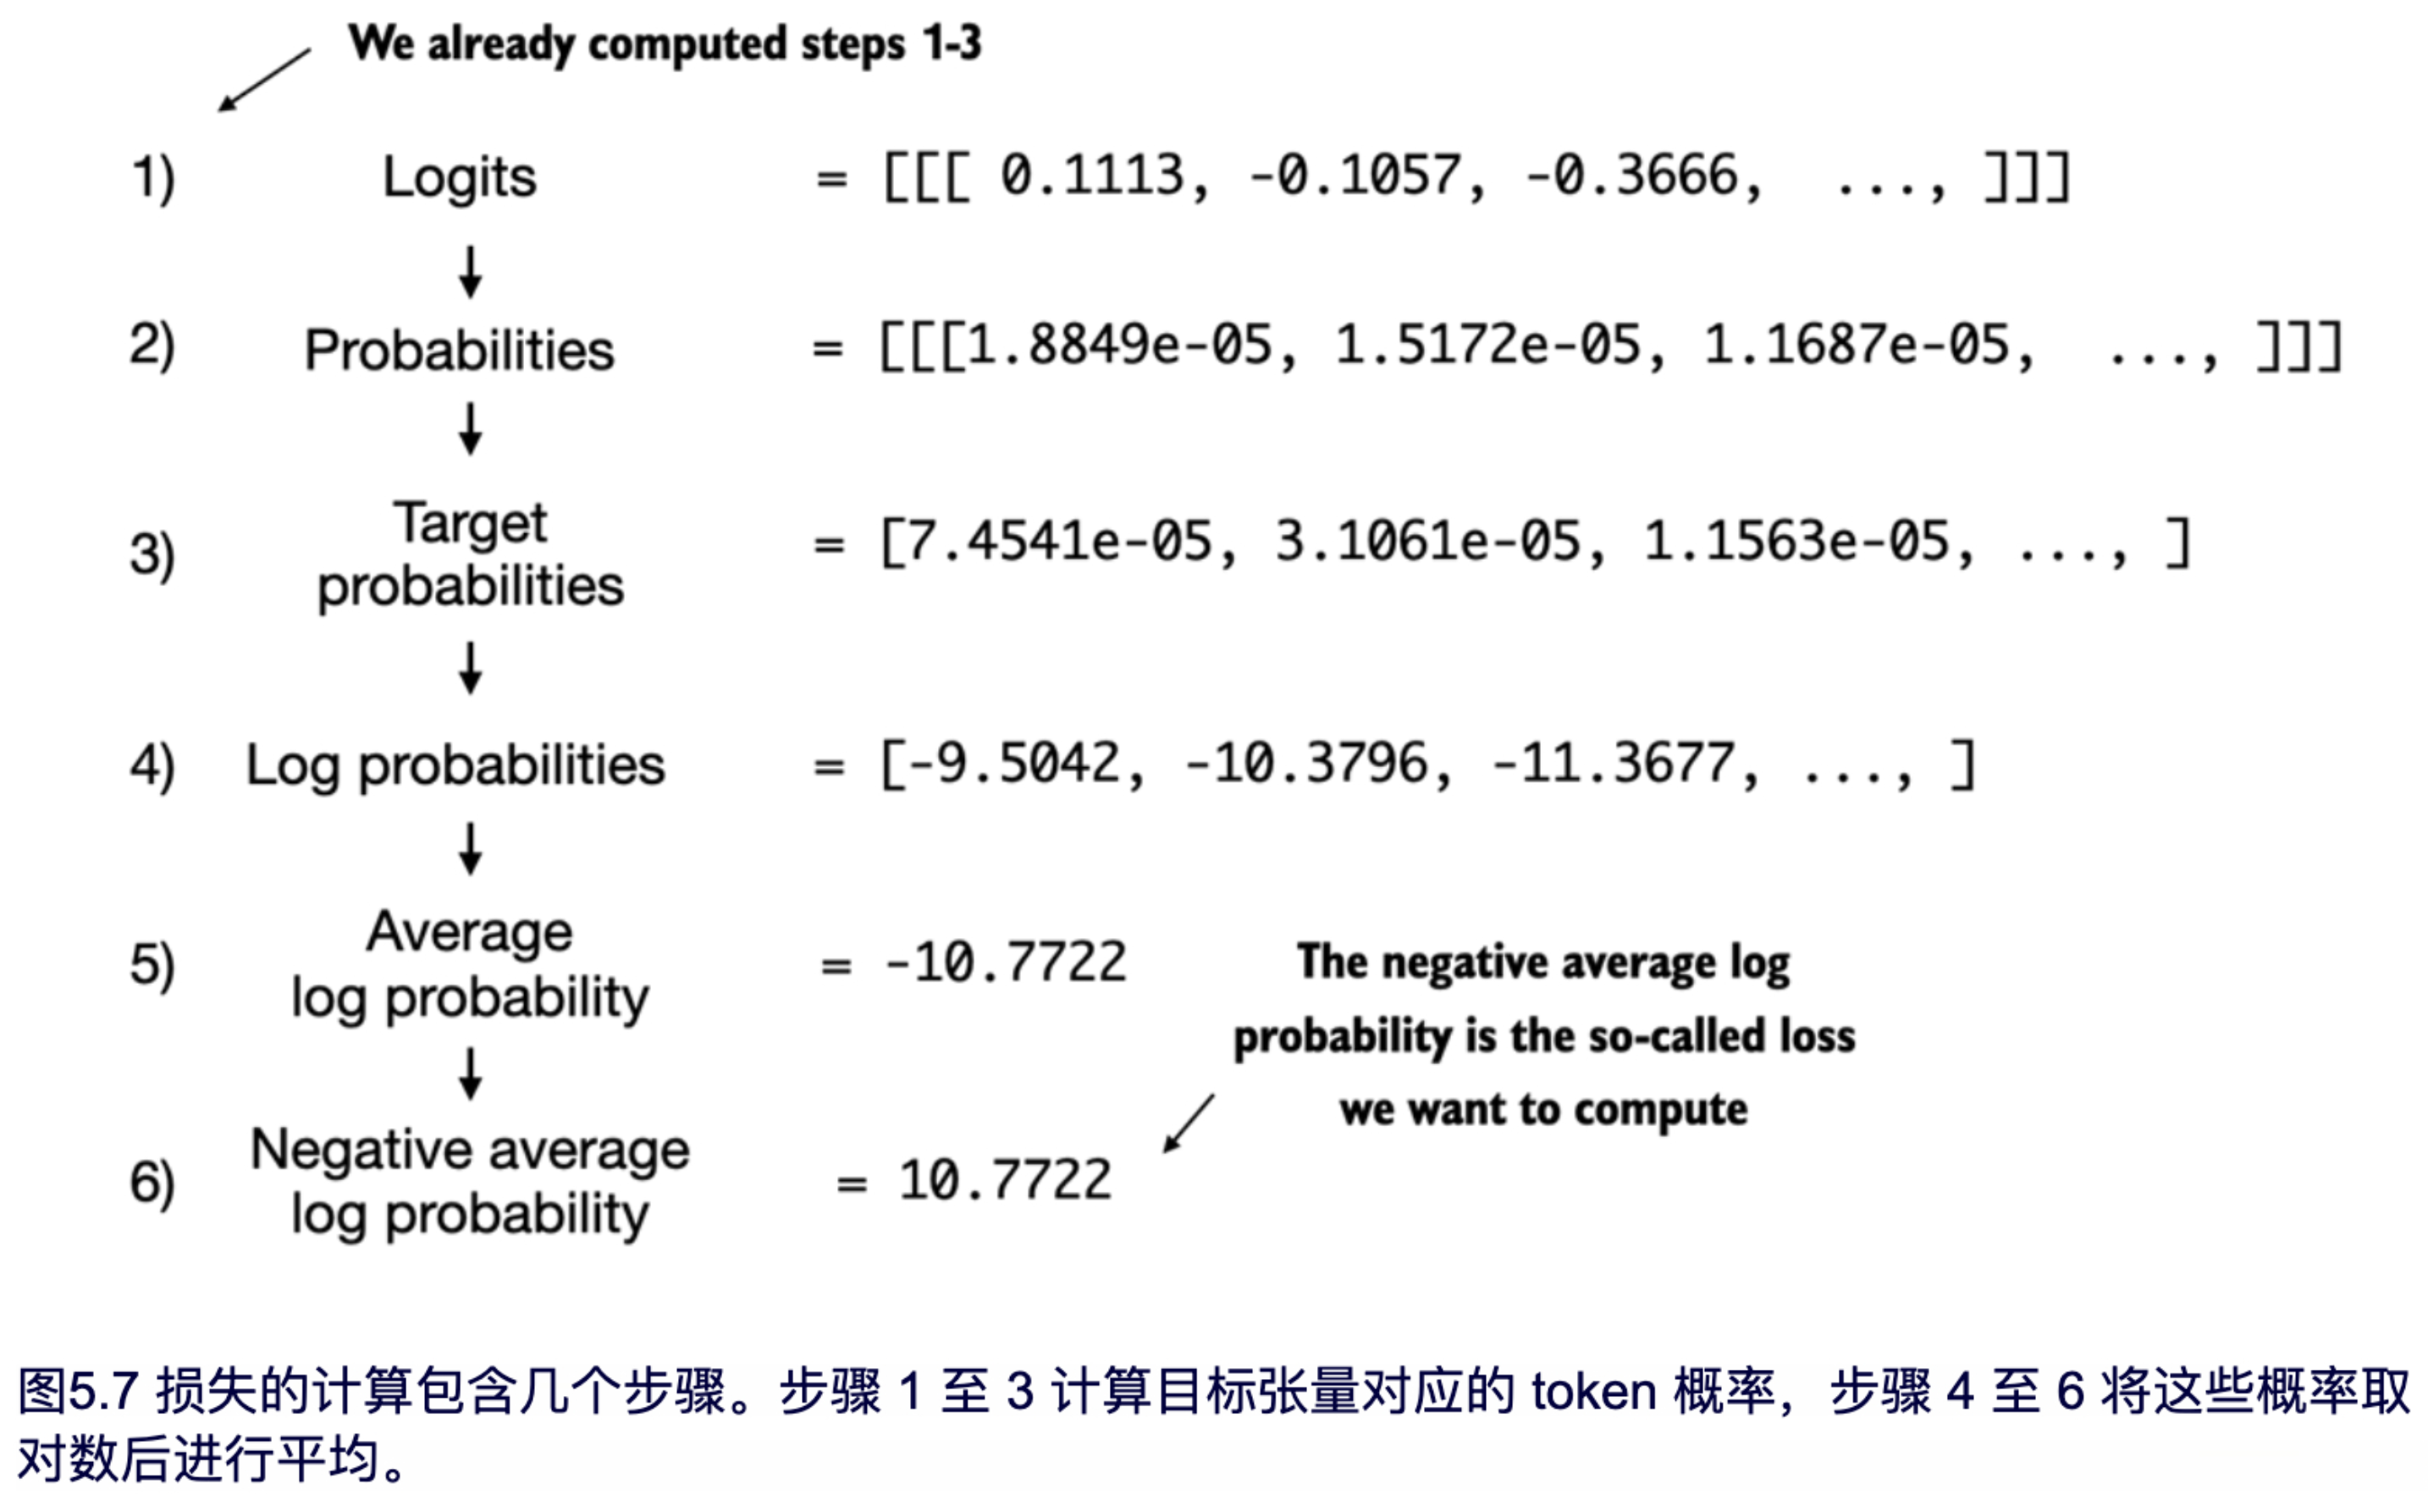 We already computed steps 1-3
1) Logits = [[[ 0.1113, -0.1057, -0.3666, ..., ]]]
2) Probabilities = [[[1.8849e-05, 1.5172e-05, 1.1687e-05, ..., ]]]
3) Target
probabilities = [7.4541e-05, 3.1061e-05, 1.1563e-05, ..., ]
4) Log probabilities = [-9.5042, -10.3796, -11.3677, ..., ]
5) Average
log probability = -10.7722
The negative average log
probability is the so-called loss
we want to compute
6) Negative average
log probability = 10.7722
图5.7 损失的计算包含几个步骤。步骤 1 至 3 计算目标张量对应的 token 概率，步骤 4 至 6 将这些概率取
对数后进行平均。